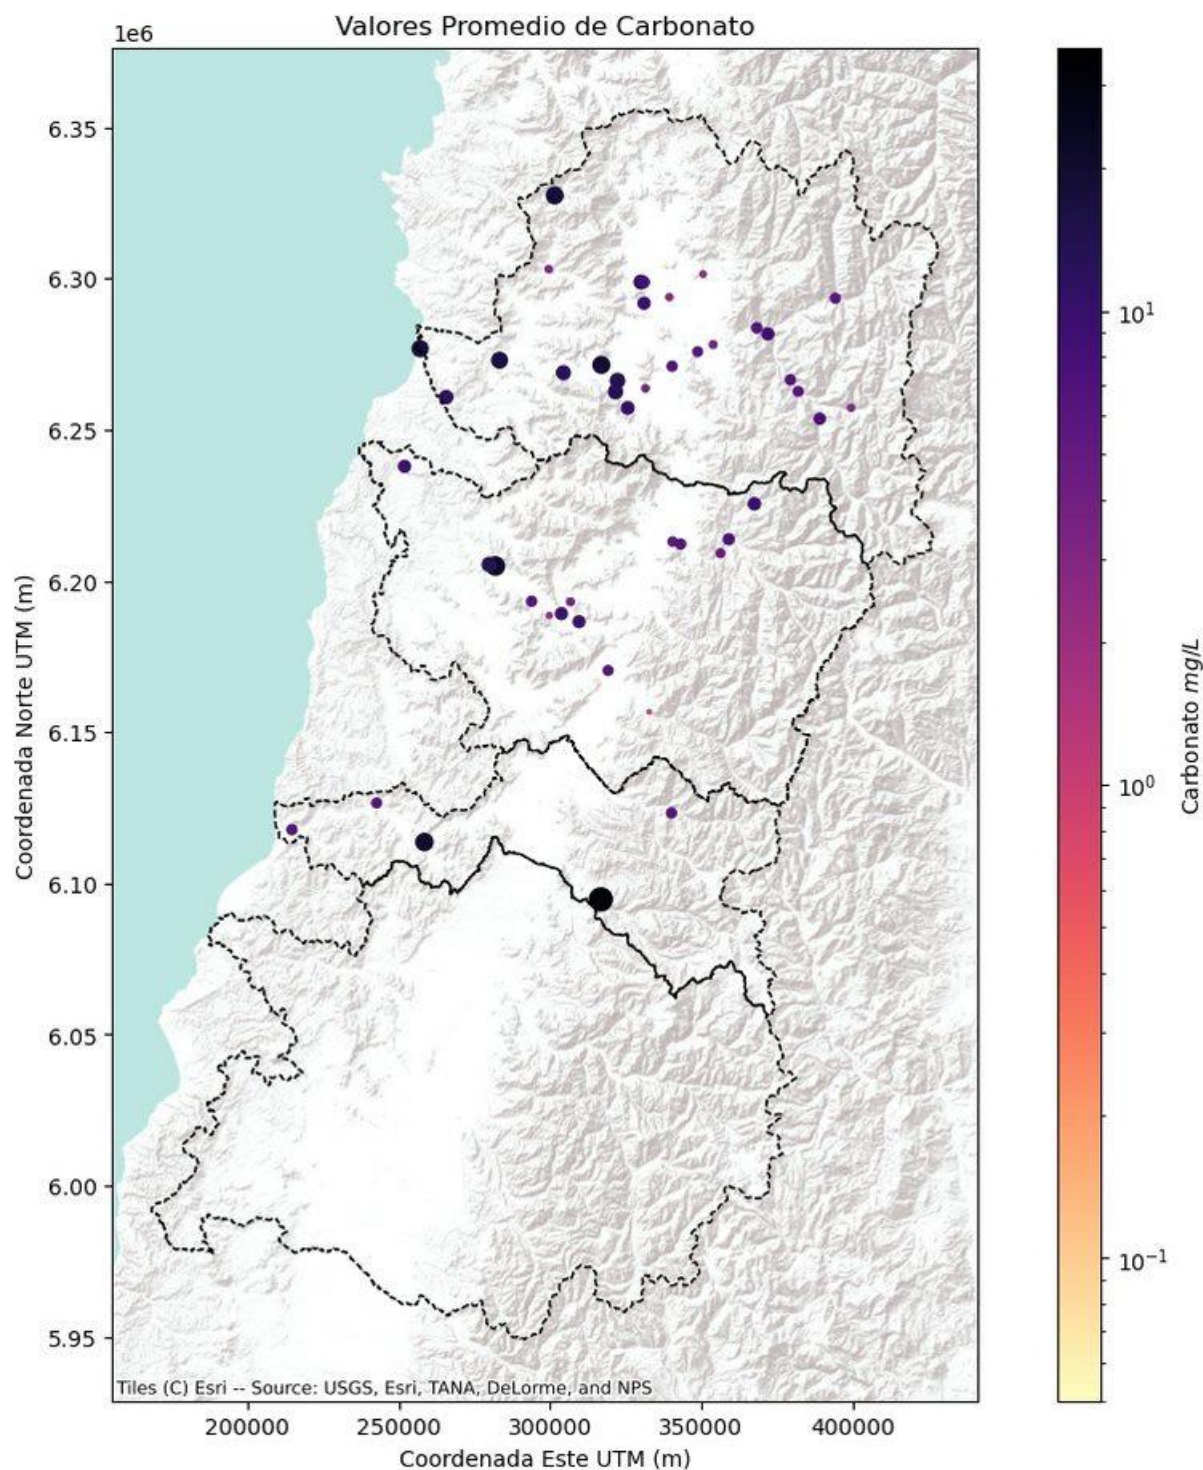 Valores Promedio de Carbonato
1e6
6.35
6.30
6.25
6.20
6.15
6.10
6.05
6.00
5.95
Coordenada Norte UTM (m)
Tiles (C) Esri -- Source: USGS, Esri, TANA, DeLorme, and NPS
200000 250000 300000 350000 400000
Coordenada Este UTM (m)
10¹
10⁰
10⁻¹
Carbonato mg/L